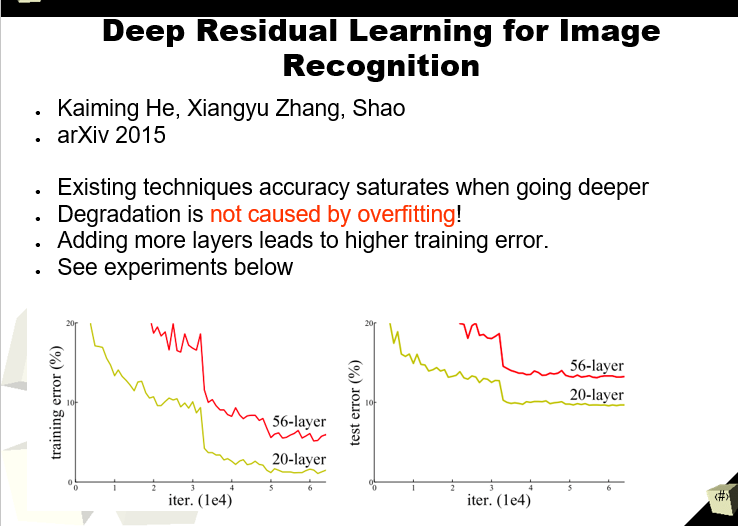 Deep Residual Learning for Image
Recognition
• Kaiming He, Xiangyu Zhang, Shao
• arXiv 2015
• Existing techniques accuracy saturates when going deeper
• Degradation is not caused by overfitting!
• Adding more layers leads to higher training error.
• See experiments below
20
10
0
training error (%)
56-layer
20-layer
0 1 2 3 4 5 6
iter. (1e4)
20
10
0
test error (%)
56-layer
20-layer
0 1 2 3 4 5 6
iter. (1e4)
‹#›